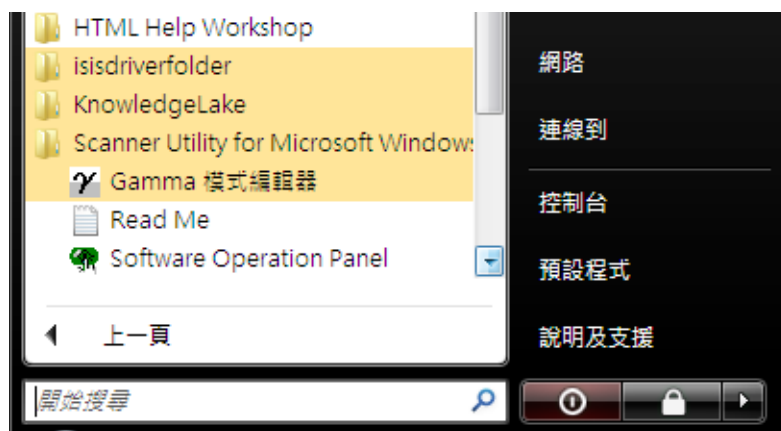 HTML Help Workshop
isisdriverfolder
KnowledgeLake
Scanner Utility for Microsoft Windows
Gamma 模式編輯器
Read Me
Software Operation Panel
上一頁
開始搜尋
網路
連線到
控制台
預設程式
說明及支援